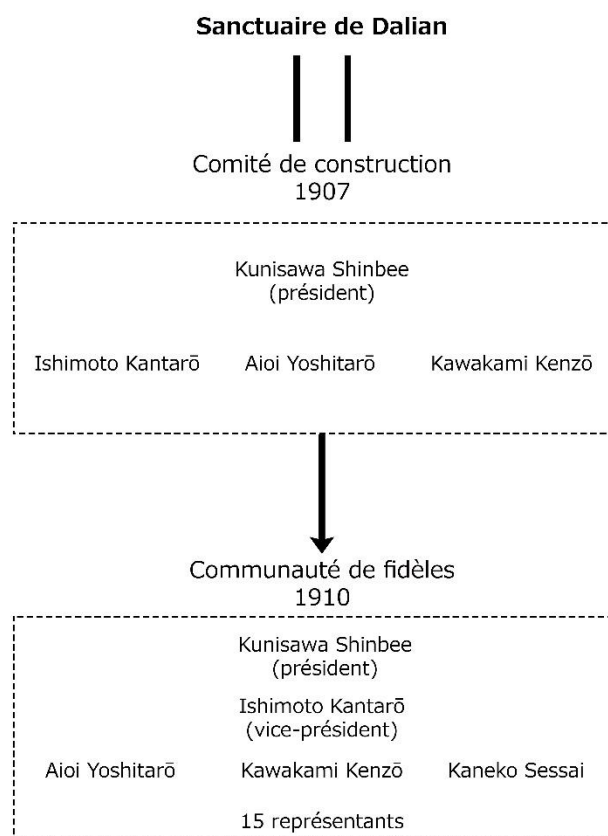 Sanctuaire de Dalian
Comité de construction
1907
Kunisawa Shinbee
(président)
Ishimoto Kantarō Aioi Yoshitarō Kawakami Kenzō
Communauté de fidèles
1910
Kunisawa Shinbee
(président)
Ishimoto Kantarō
(vice-président)
Aioi Yoshitarō Kawakami Kenzō Kaneko Sessai
15 représentants